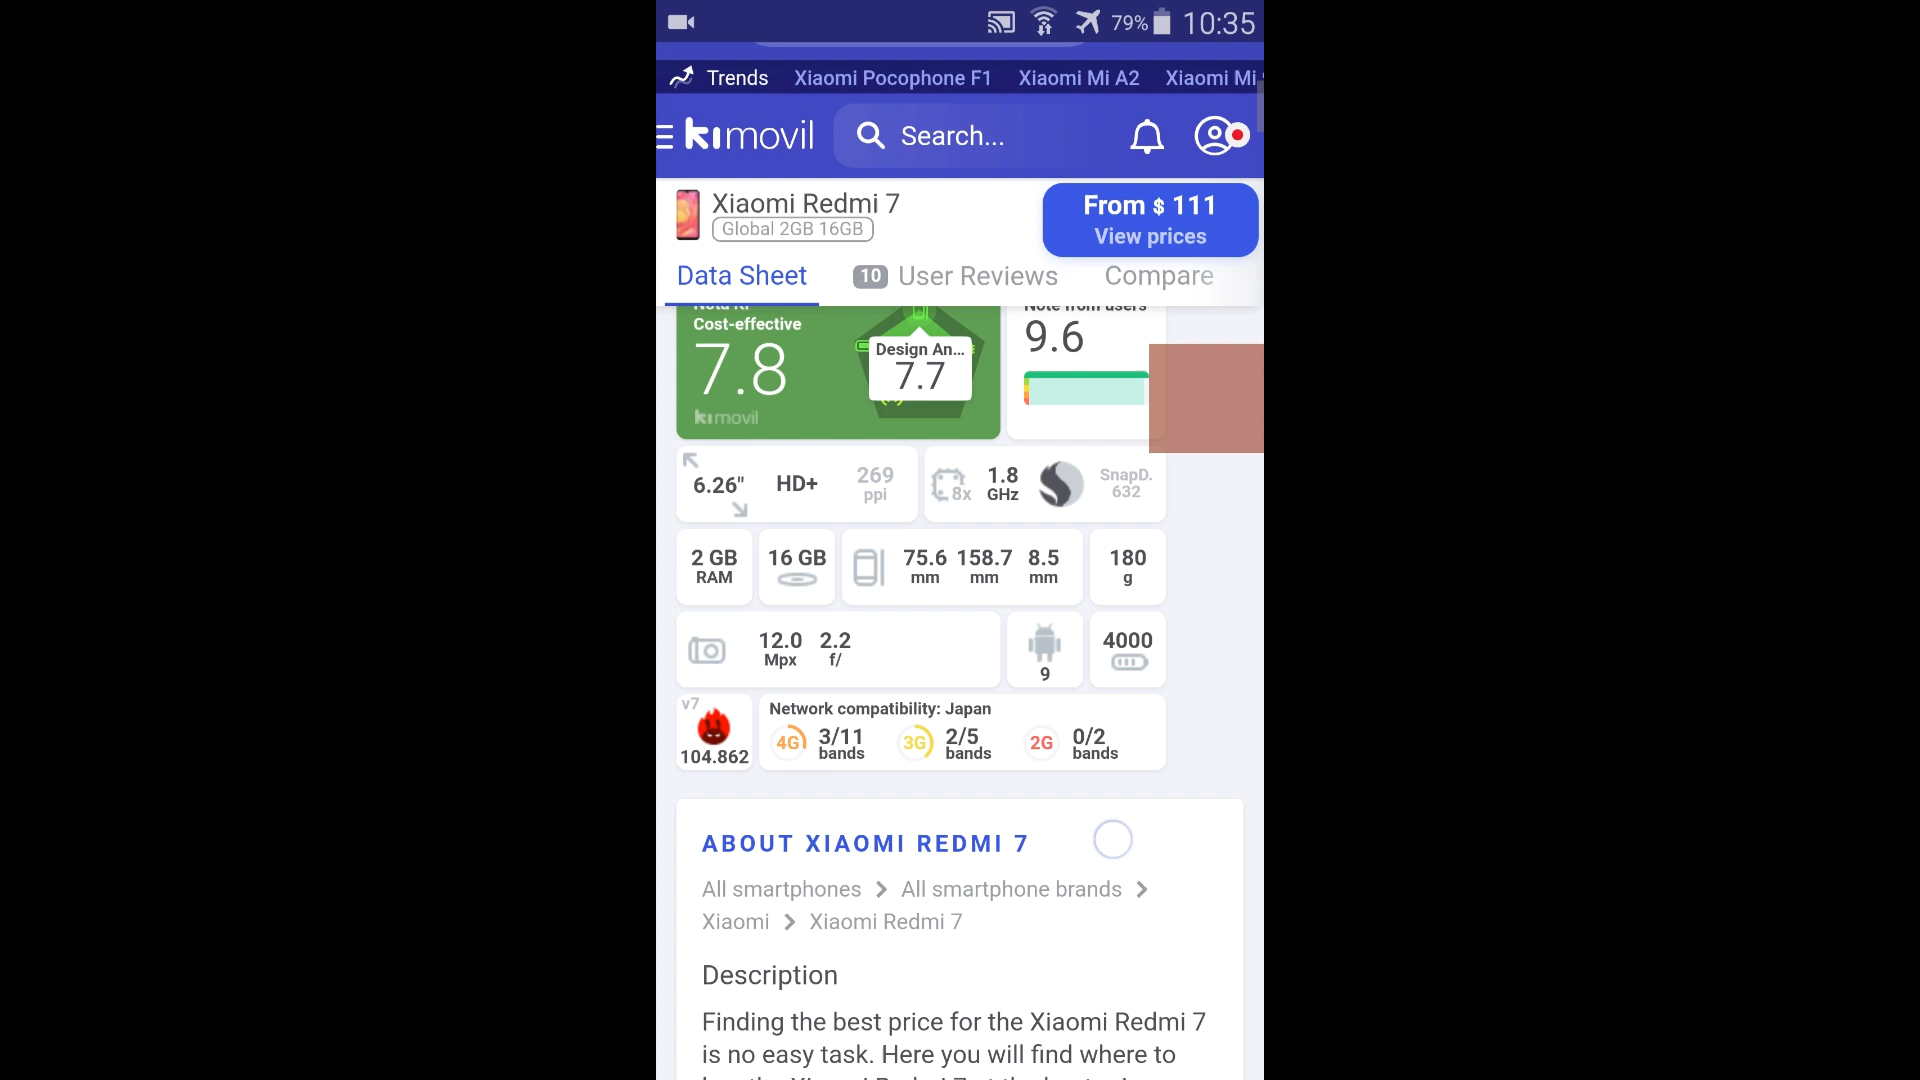 79% 10:35
Trends Xiaomi Pocophone F1 Xiaomi Mi A2 Xiaomi Mi
kimovil Search...
Xiaomi Redmi 7
Global 2GB 16GB
From $ 111
View prices
Data Sheet 10 User Reviews Compare
Note from users
Cost-effective
7.8
kimovil
Design An...
7.7
9.6
6.26" HD+ 269 ppi
8x 1.8 GHz SnapD. 632
2 GB RAM
16 GB
75.6 mm 158.7 mm 8.5 mm
180 g
12.0 Mpx 2.2 f/
9
4000
v7
104.862
Network compatibility: Japan
4G 3/11 bands 3G 2/5 bands 2G 0/2 bands
ABOUT XIAOMI REDMI 7
All smartphones > All smartphone brands >
Xiaomi > Xiaomi Redmi 7
Description
Finding the best price for the Xiaomi Redmi 7
is no easy task. Here you will find where to